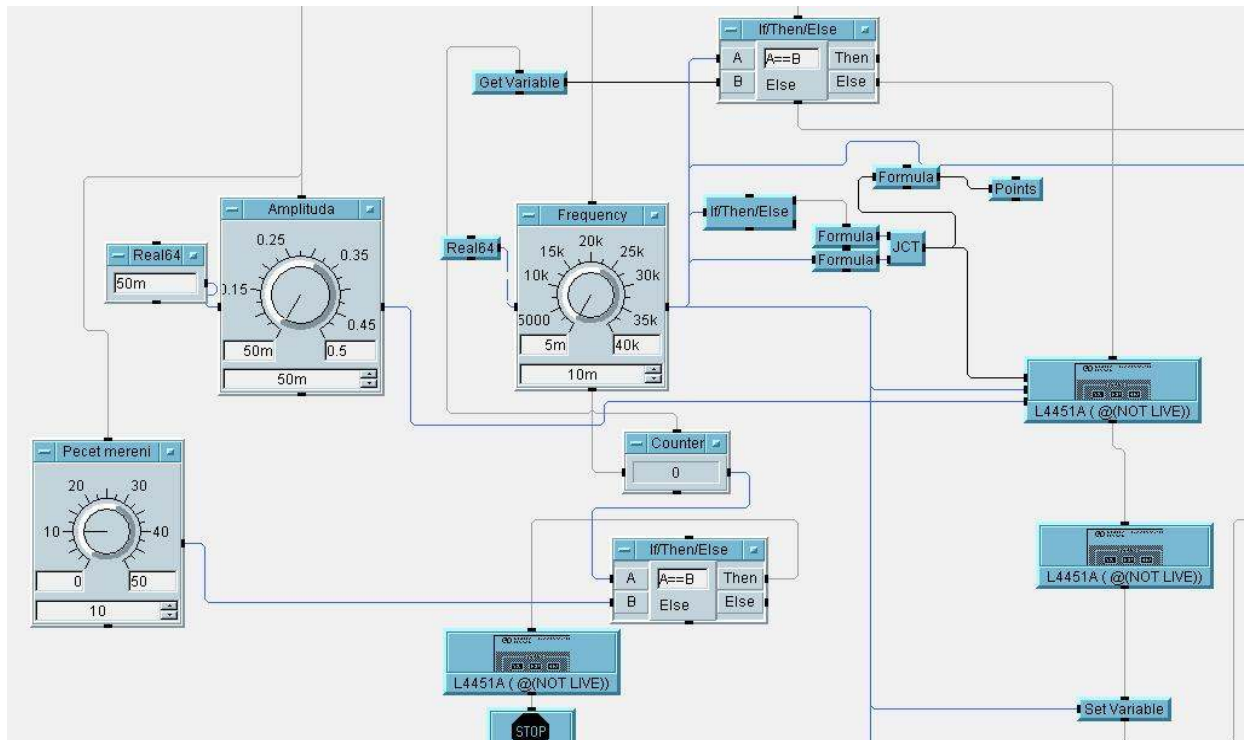 If/Then/Else
A
A==B
Then
B
Else
Else
Get Variable
Formula
Points
Amplituda
0.25
0.35
0.15
0.45
50m
0.5
50m
Real64
50m
Real64
Frequency
20k
15k
25k
10k
30k
5000
35k
5m
40k
10m
If/Then/Else
Formula
Formula
JCT
L4451A ( @(NOT LIVE))
Counter
0
Pecet mereni
20
30
10
40
0
50
10
If/Then/Else
A
A==B
Then
B
Else
Else
L4451A ( @(NOT LIVE))
L4451A ( @(NOT LIVE))
STOP
Set Variable